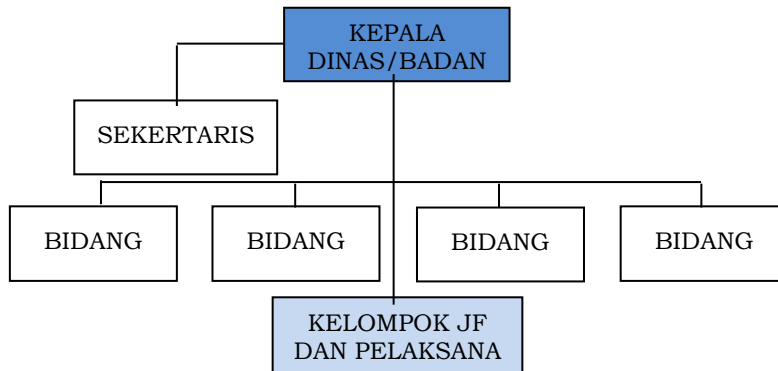 KEPALA
DINAS/BADAN
SEKERTARIS
BIDANG
BIDANG
BIDANG
BIDANG
KELOMPOK JF
DAN PELAKSANA